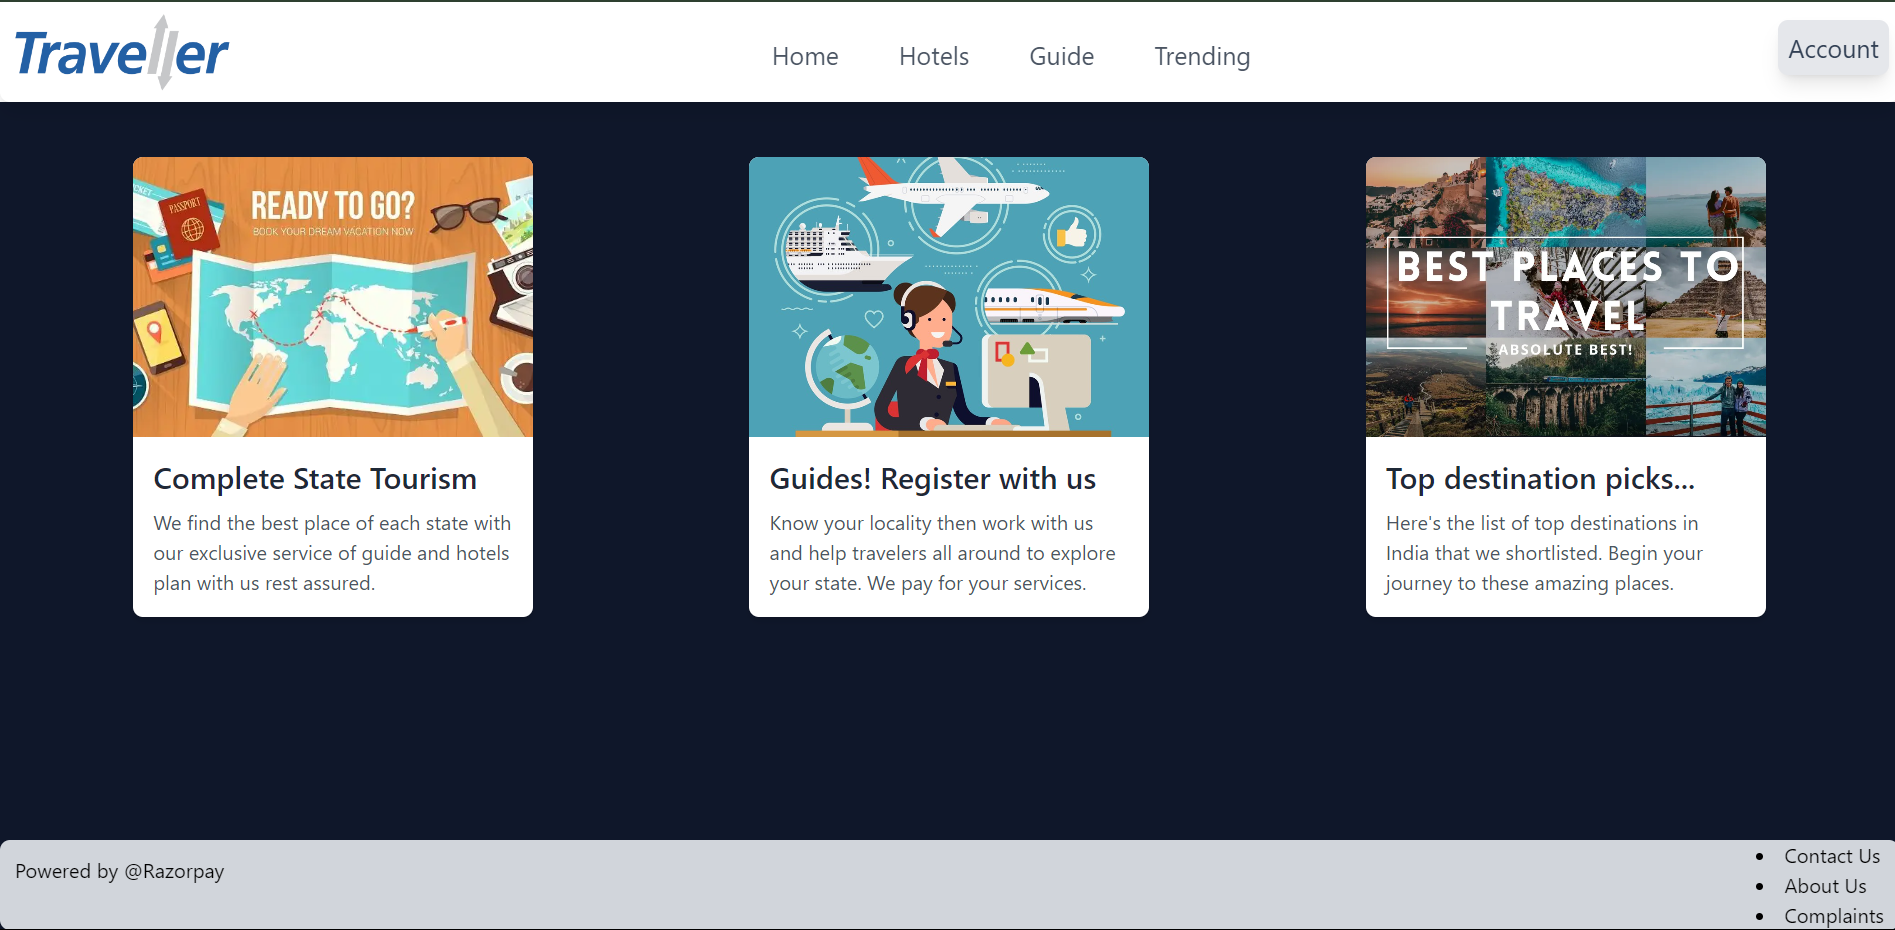 Traveller
Home Hotels Guide Trending
Account
TICKET
PASSPORT
READY TO GO?
BOOK YOUR DREAM VACATION NOW
BEST PLACES TO
TRAVEL
ABSOLUTE BEST!
Complete State Tourism
We find the best place of each state with
our exclusive service of guide and hotels
plan with us rest assured.
Guides! Register with us
Know your locality then work with us
and help travelers all around to explore
your state. We pay for your services.
Top destination picks...
Here's the list of top destinations in
India that we shortlisted. Begin your
journey to these amazing places.
Powered by @Razorpay
Contact Us
About Us
Complaints